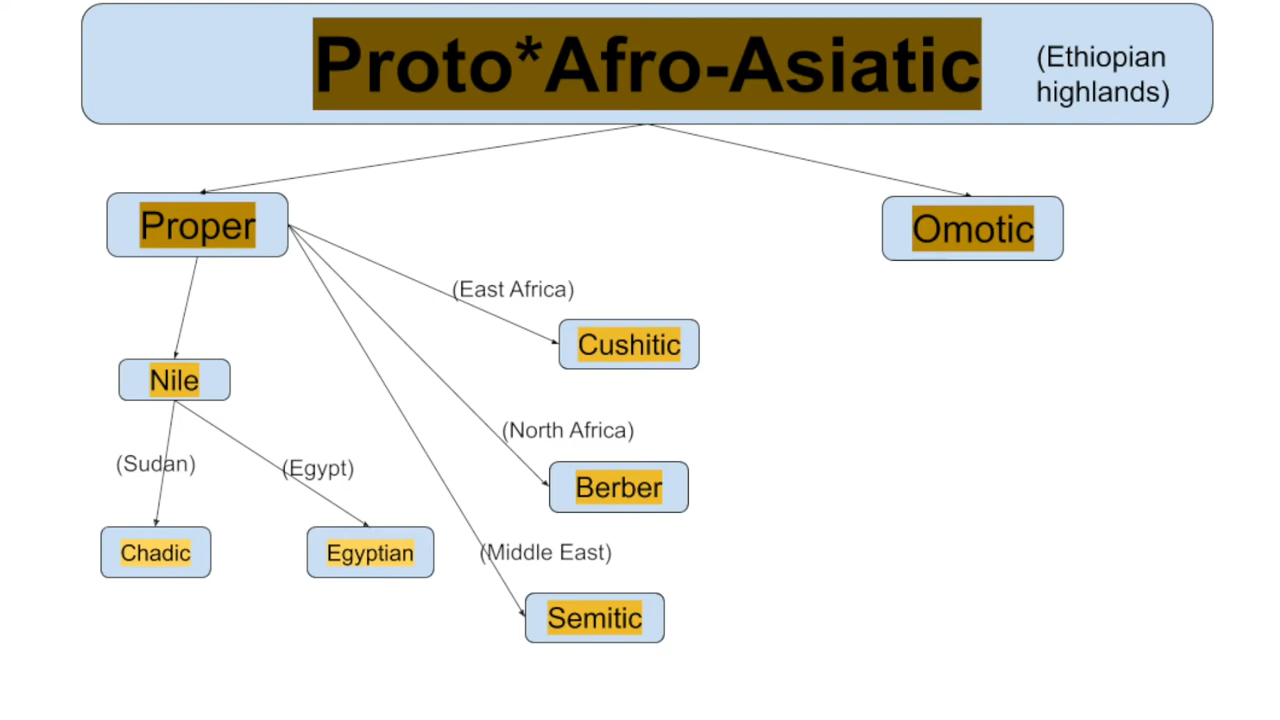 Proto*Afro-Asiatic
(Ethiopian
highlands)
Proper
Omotic
(East Africa)
Cushitic
Nile
(North Africa)
(Sudan)
(Egypt)
Berber
Chadic
Egyptian
(Middle East)
Semitic